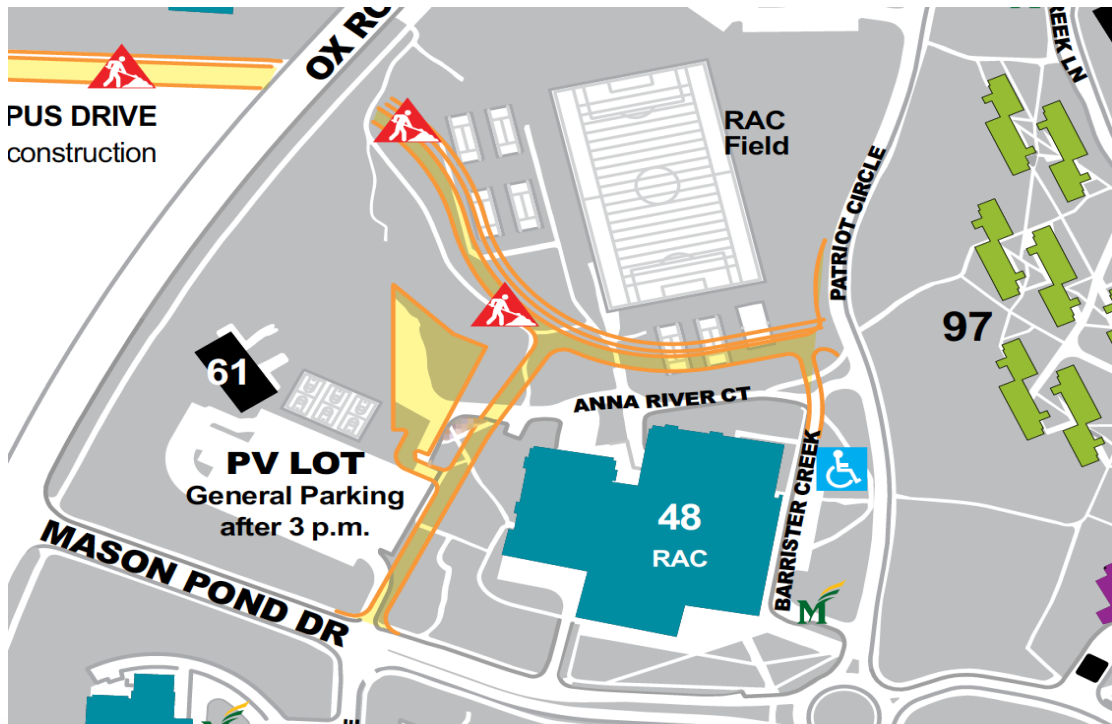 OX RO
REEK LN
PUS DRIVE
construction
RAC
Field
PATRIOT CIRCLE
97
61
ANNA RIVER CT
PV LOT
General Parking
after 3 p.m.
48
RAC
BARRISTER CREEK
MASON POND DR
M